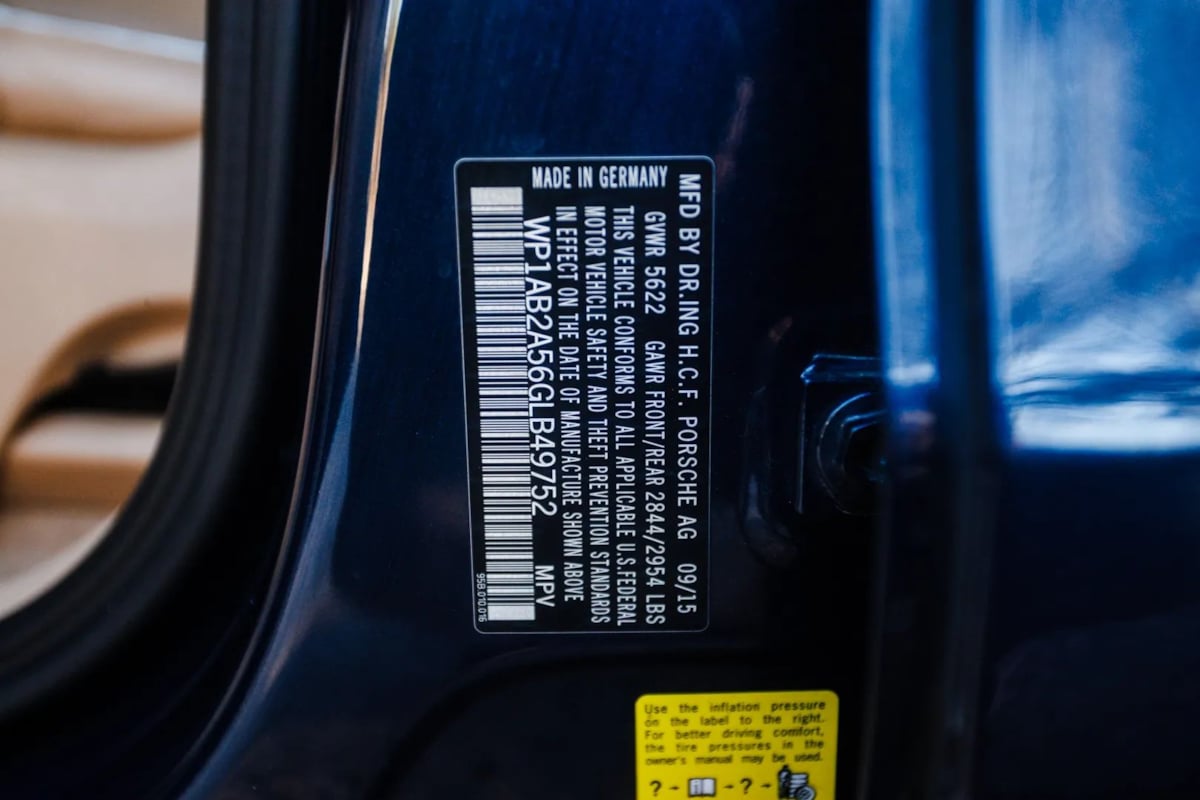 MFD BY DR.ING H.C.F. PORSCHE AG 09/15
GVWR 5622 GAWR FRONT/REAR 2844/2954 LBS
THIS VEHICLE CONFORMS TO ALL APPLICABLE U.S.FEDERAL
MOTOR VEHICLE SAFETY AND THEFT PREVENTION STANDARDS
IN EFFECT ON THE DATE OF MANUFACTURE SHOWN ABOVE
WP1AB2A56GLB49752 MPV
MADE IN GERMANY
95B.010.016
Use the inflation pressure
on the label to the right.
For better driving comfort,
the tire pressures in the
owner's manual may be used.
? - i - ? -